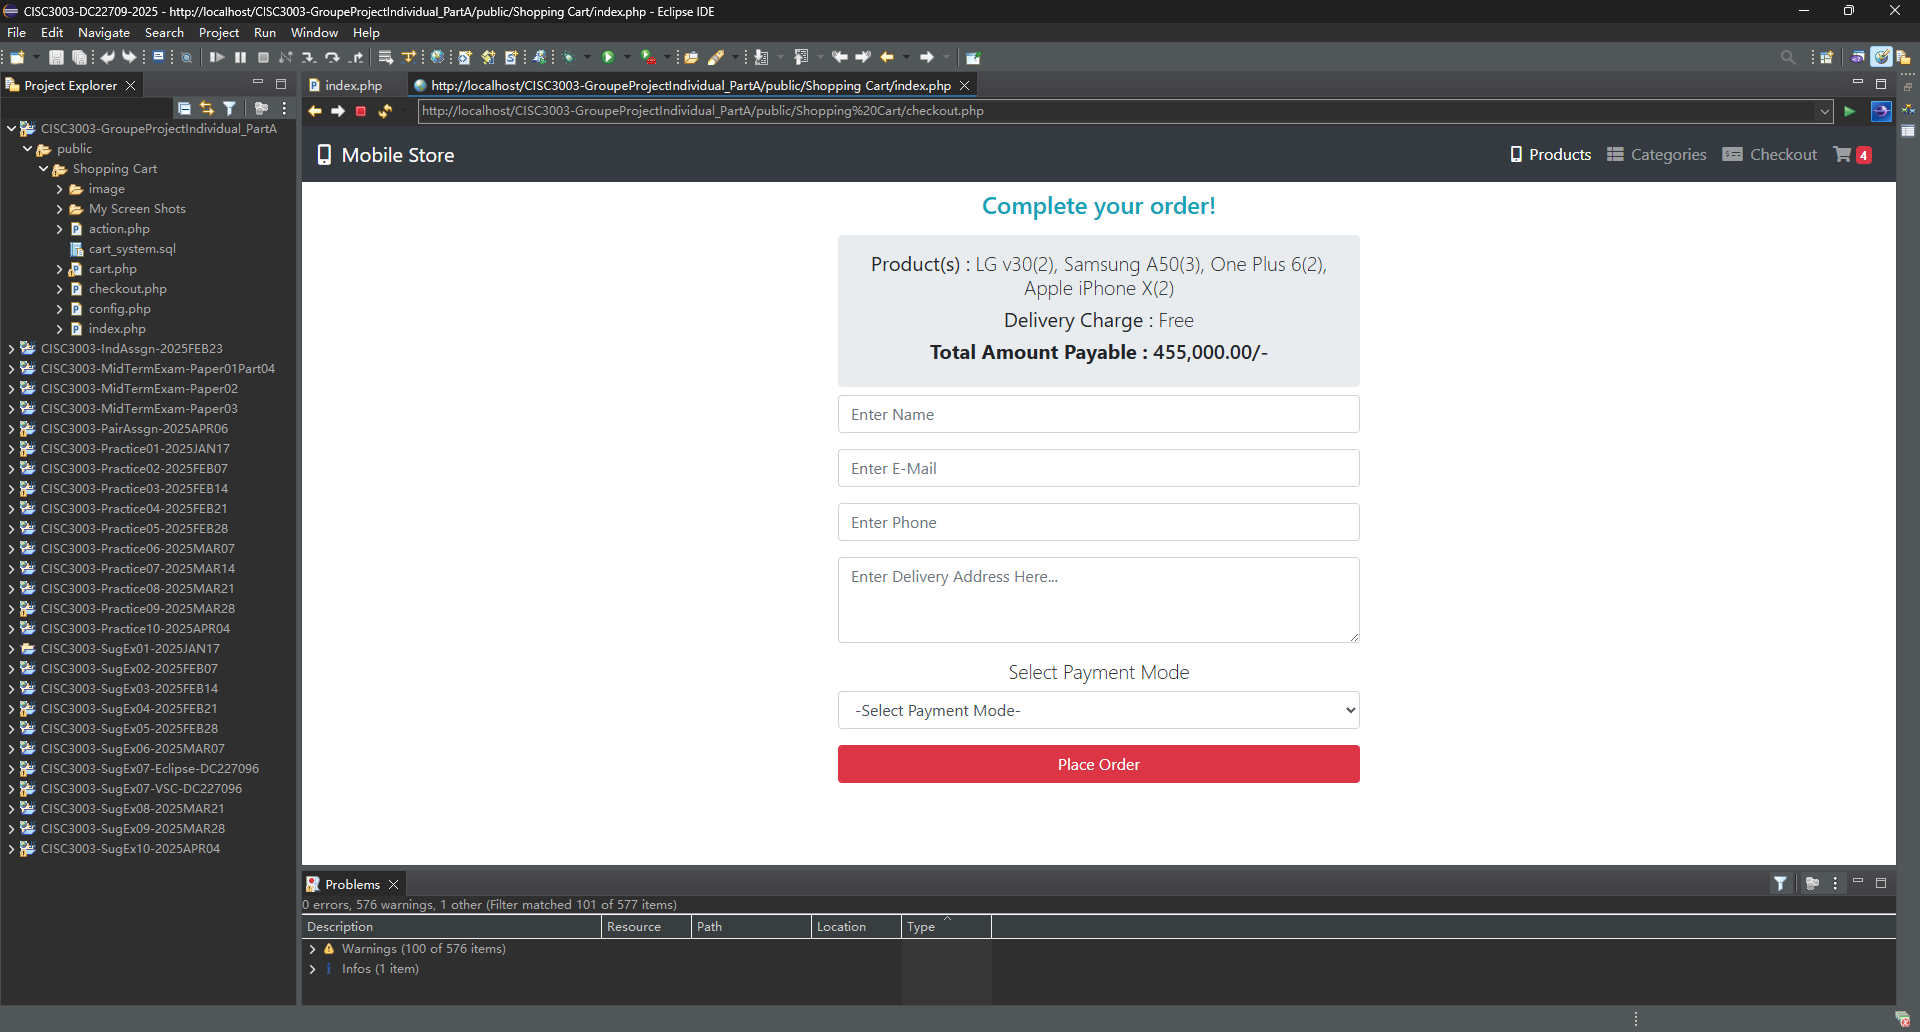 CISC3003-DC22709-2025 - http://localhost/CISC3003-GroupeProjectIndividual_PartA/public/Shopping Cart/index.php - Eclipse IDE
File Edit Navigate Search Project Run Window Help
Project Explorer
index.php
http://localhost/CISC3003-GroupeProjectIndividual_PartA/public/Shopping Cart/index.php
http://localhost/CISC3003-GroupeProjectIndividual_PartA/public/Shopping%20Cart/checkout.php
CISC3003-GroupeProjectIndividual_PartA
public
Shopping Cart
image
My Screen Shots
action.php
cart_system.sql
cart.php
checkout.php
config.php
index.php
CISC3003-IndAssgn-2025FEB23
CISC3003-MidTermExam-Paper01Part04
CISC3003-MidTermExam-Paper02
CISC3003-MidTermExam-Paper03
CISC3003-PairAssgn-2025APR06
CISC3003-Practice01-2025JAN17
CISC3003-Practice02-2025FEB07
CISC3003-Practice03-2025FEB14
CISC3003-Practice04-2025FEB21
CISC3003-Practice05-2025FEB28
CISC3003-Practice06-2025MAR07
CISC3003-Practice07-2025MAR14
CISC3003-Practice08-2025MAR21
CISC3003-Practice09-2025MAR28
CISC3003-Practice10-2025APR04
CISC3003-SugEx01-2025JAN17
CISC3003-SugEx02-2025FEB07
CISC3003-SugEx03-2025FEB14
CISC3003-SugEx04-2025FEB21
CISC3003-SugEx05-2025FEB28
CISC3003-SugEx06-2025MAR07
CISC3003-SugEx07-Eclipse-DC227096
CISC3003-SugEx07-VSC-DC227096
CISC3003-SugEx08-2025MAR21
CISC3003-SugEx09-2025MAR28
CISC3003-SugEx10-2025APR04
Mobile Store
Products Categories Checkout 4
Complete your order!
Product(s) : LG v30(2), Samsung A50(3), One Plus 6(2),
Apple iPhone X(2)
Delivery Charge : Free
Total Amount Payable : 455,000.00/-
Enter Name
Enter E-Mail
Enter Phone
Enter Delivery Address Here...
Select Payment Mode
-Select Payment Mode-
Place Order
Problems
0 errors, 576 warnings, 1 other (Filter matched 101 of 577 items)
Description Resource Path Location Type
Warnings (100 of 576 items)
Infos (1 item)